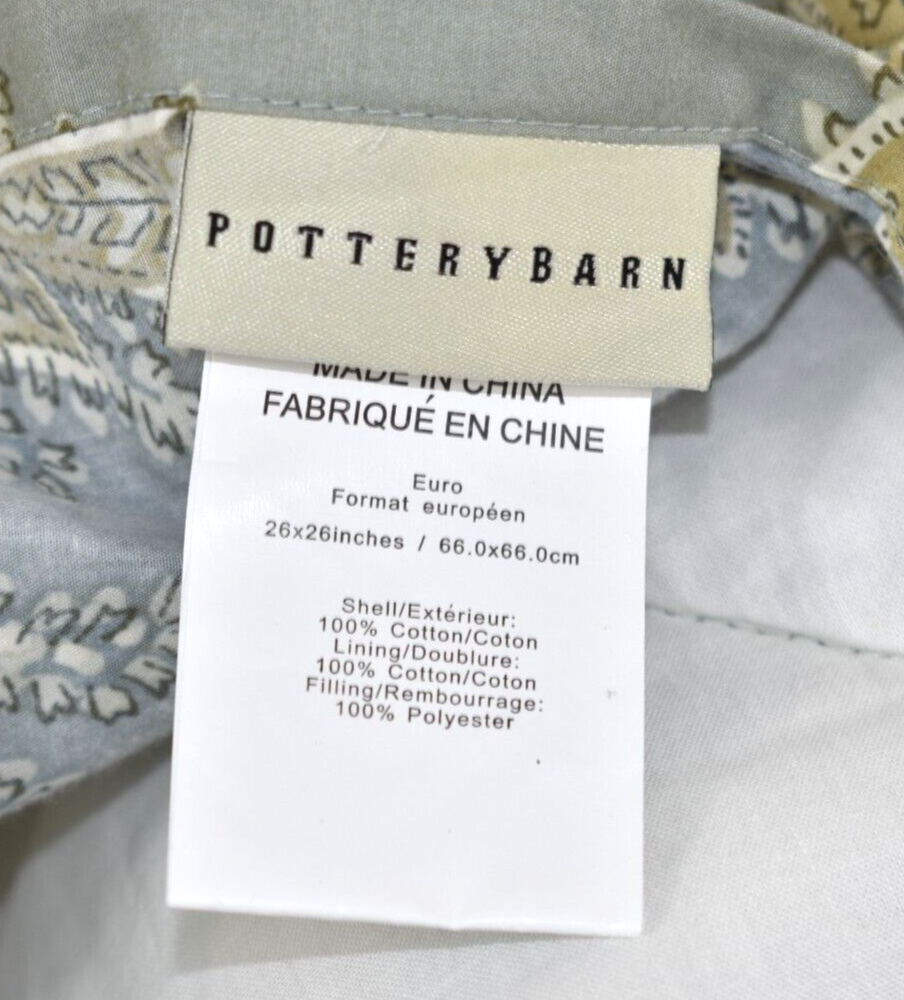 POTTERYBARN
MADE IN CHINA
FABRIQUÉ EN CHINE
Euro
Format européen
26x26inches / 66.0x66.0cm
Shell/Extérieur:
100% Cotton/Coton
Lining/Doublure:
100% Cotton/Coton
Filling/Rembourrage:
100% Polyester